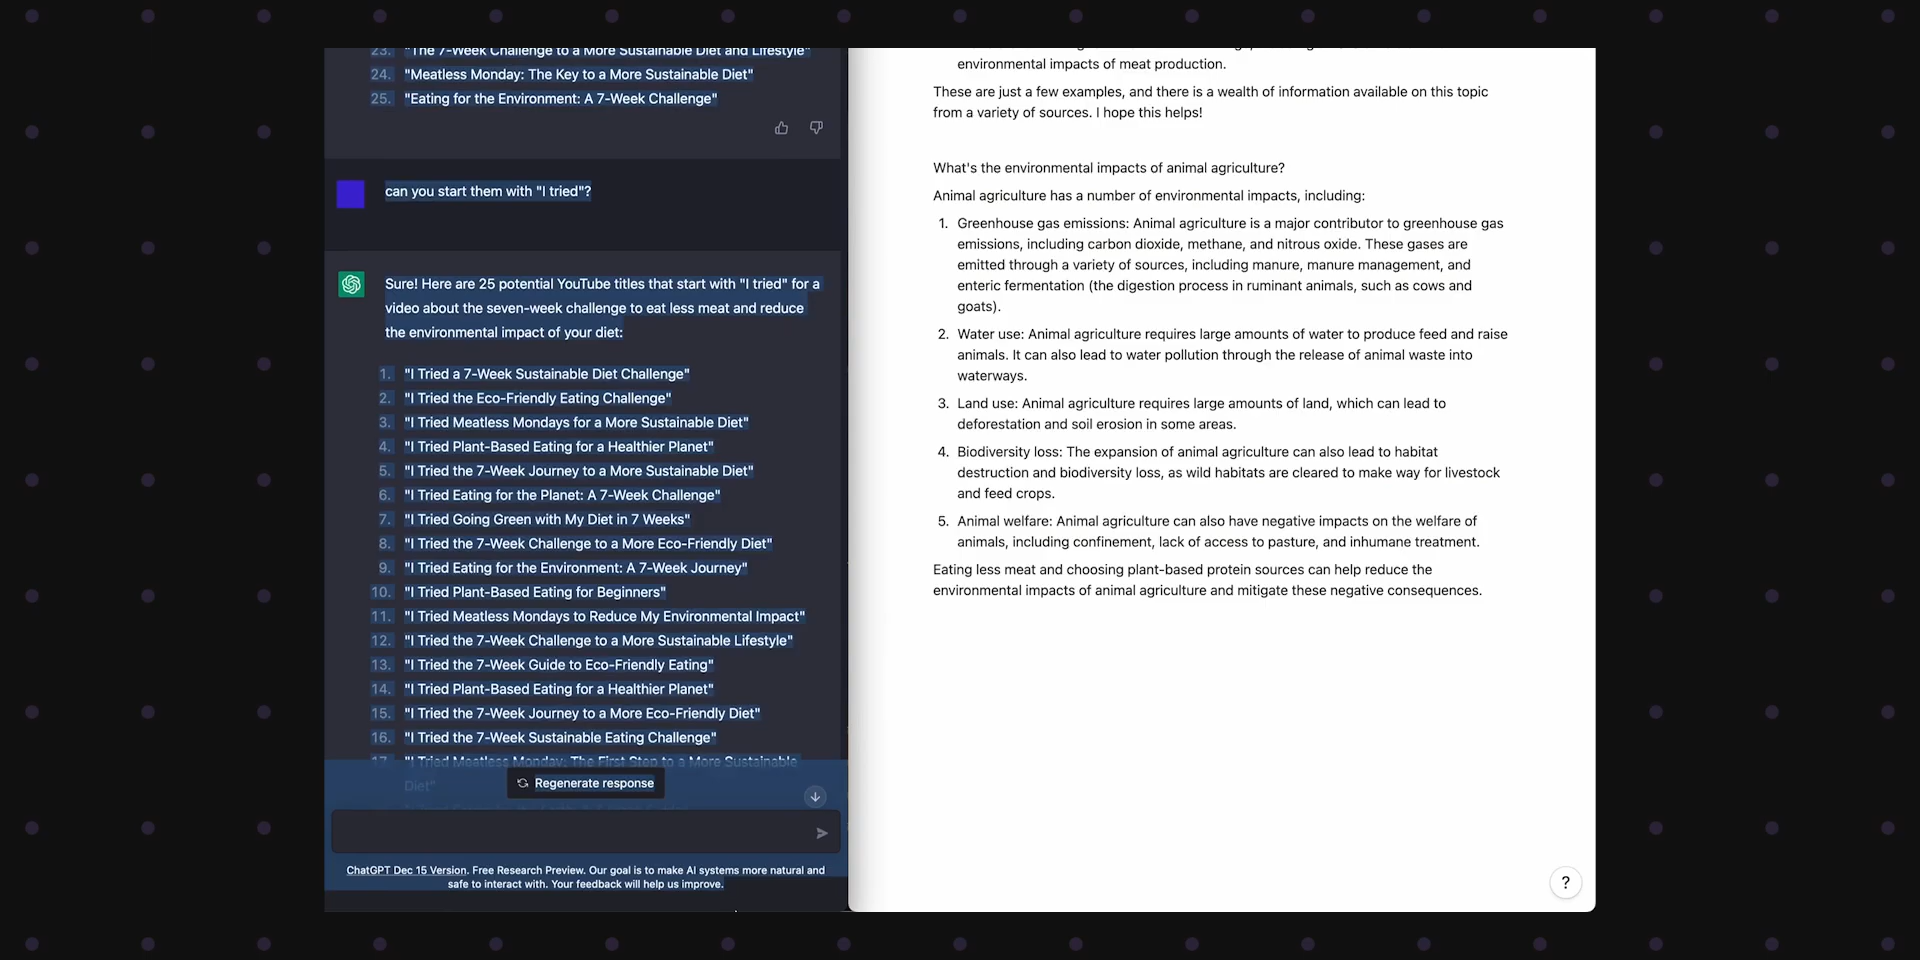 23. "The 7-Week Challenge to a More Sustainable Diet and Lifestyle"
24. "Meatless Monday: The Key to a More Sustainable Diet"
25. "Eating for the Environment: A 7-Week Challenge"
can you start them with "I tried"?
Sure! Here are 25 potential YouTube titles that start with "I tried" for a
video about the seven-week challenge to eat less meat and reduce
the environmental impact of your diet:
1. "I Tried a 7-Week Sustainable Diet Challenge"
2. "I Tried the Eco-Friendly Eating Challenge"
3. "I Tried Meatless Mondays for a More Sustainable Diet"
4. "I Tried Plant-Based Eating for a Healthier Planet"
5. "I Tried the 7-Week Journey to a More Sustainable Diet"
6. "I Tried Eating for the Planet: A 7-Week Challenge"
7. "I Tried Going Green with My Diet in 7 Weeks"
8. "I Tried the 7-Week Challenge to a More Eco-Friendly Diet"
9. "I Tried Eating for the Environment: A 7-Week Journey"
10. "I Tried Plant-Based Eating for Beginners"
11. "I Tried Meatless Mondays to Reduce My Environmental Impact"
12. "I Tried the 7-Week Challenge to a More Sustainable Lifestyle"
13. "I Tried the 7-Week Guide to Eco-Friendly Eating"
14. "I Tried Plant-Based Eating for a Healthier Planet"
15. "I Tried the 7-Week Journey to a More Eco-Friendly Diet"
16. "I Tried the 7-Week Sustainable Eating Challenge"
17. "I Tried Meatless Monday: The First Step to a More Sustainable
Diet"
Regenerate response
ChatGPT Dec 15 Version. Free Research Preview. Our goal is to make AI systems more natural and
safe to interact with. Your feedback will help us improve.
environmental impacts of meat production.
These are just a few examples, and there is a wealth of information available on this topic
from a variety of sources. I hope this helps!
What's the environmental impacts of animal agriculture?
Animal agriculture has a number of environmental impacts, including:
1. Greenhouse gas emissions: Animal agriculture is a major contributor to greenhouse gas
emissions, including carbon dioxide, methane, and nitrous oxide. These gases are
emitted through a variety of sources, including manure, manure management, and
enteric fermentation (the digestion process in ruminant animals, such as cows and
goats).
2. Water use: Animal agriculture requires large amounts of water to produce feed and raise
animals. It can also lead to water pollution through the release of animal waste into
waterways.
3. Land use: Animal agriculture requires large amounts of land, which can lead to
deforestation and soil erosion in some areas.
4. Biodiversity loss: The expansion of animal agriculture can also lead to habitat
destruction and biodiversity loss, as wild habitats are cleared to make way for livestock
and feed crops.
5. Animal welfare: Animal agriculture can also have negative impacts on the welfare of
animals, including confinement, lack of access to pasture, and inhumane treatment.
Eating less meat and choosing plant-based protein sources can help reduce the
environmental impacts of animal agriculture and mitigate these negative consequences.
?